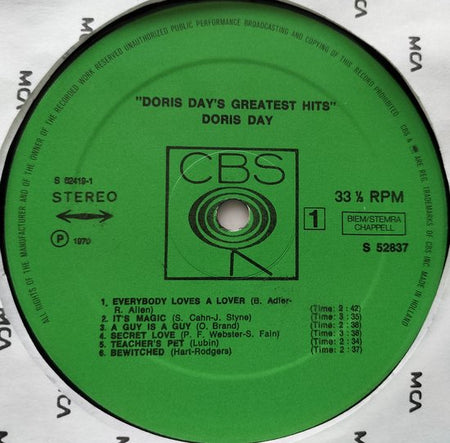 ALL RIGHTS OF THE MANUFACTURER AND OF THE OWNER OF THE RECORDED WORK RESERVED UNAUTHORIZED PUBLIC PERFORMANCE BROADCASTING AND COPYING OF THIS RECORD PROHIBITED
CBS & ARE REG. TRADEMARKS OF CBS INC. MADE IN HOLLAND
"DORIS DAY'S GREATEST HITS"
DORIS DAY
CBS
S 62419-1
STEREO
P 1970
33 ⅓ RPM
1
BIEM/STEMRA
CHAPPELL
S 52837
1. EVERYBODY LOVES A LOVER (B. Adler-
R. Allen) (Time: 2 : 42)
2. IT'S MAGIC (S. Cahn-J. Styne) (Time: 3 : 35)
3. A GUY IS A GUY (O. Brand) (Time: 2 : 38)
4. SECRET LOVE (P. F. Webster-S. Fain) (Time: 3 : 38)
5. TEACHER'S PET (Lubin) (Time: 2 : 34)
6. BEWITCHED (Hart-Rodgers) (Time: 2 : 37)
MCA
MCA
MCA
MCA
MCA
MCA